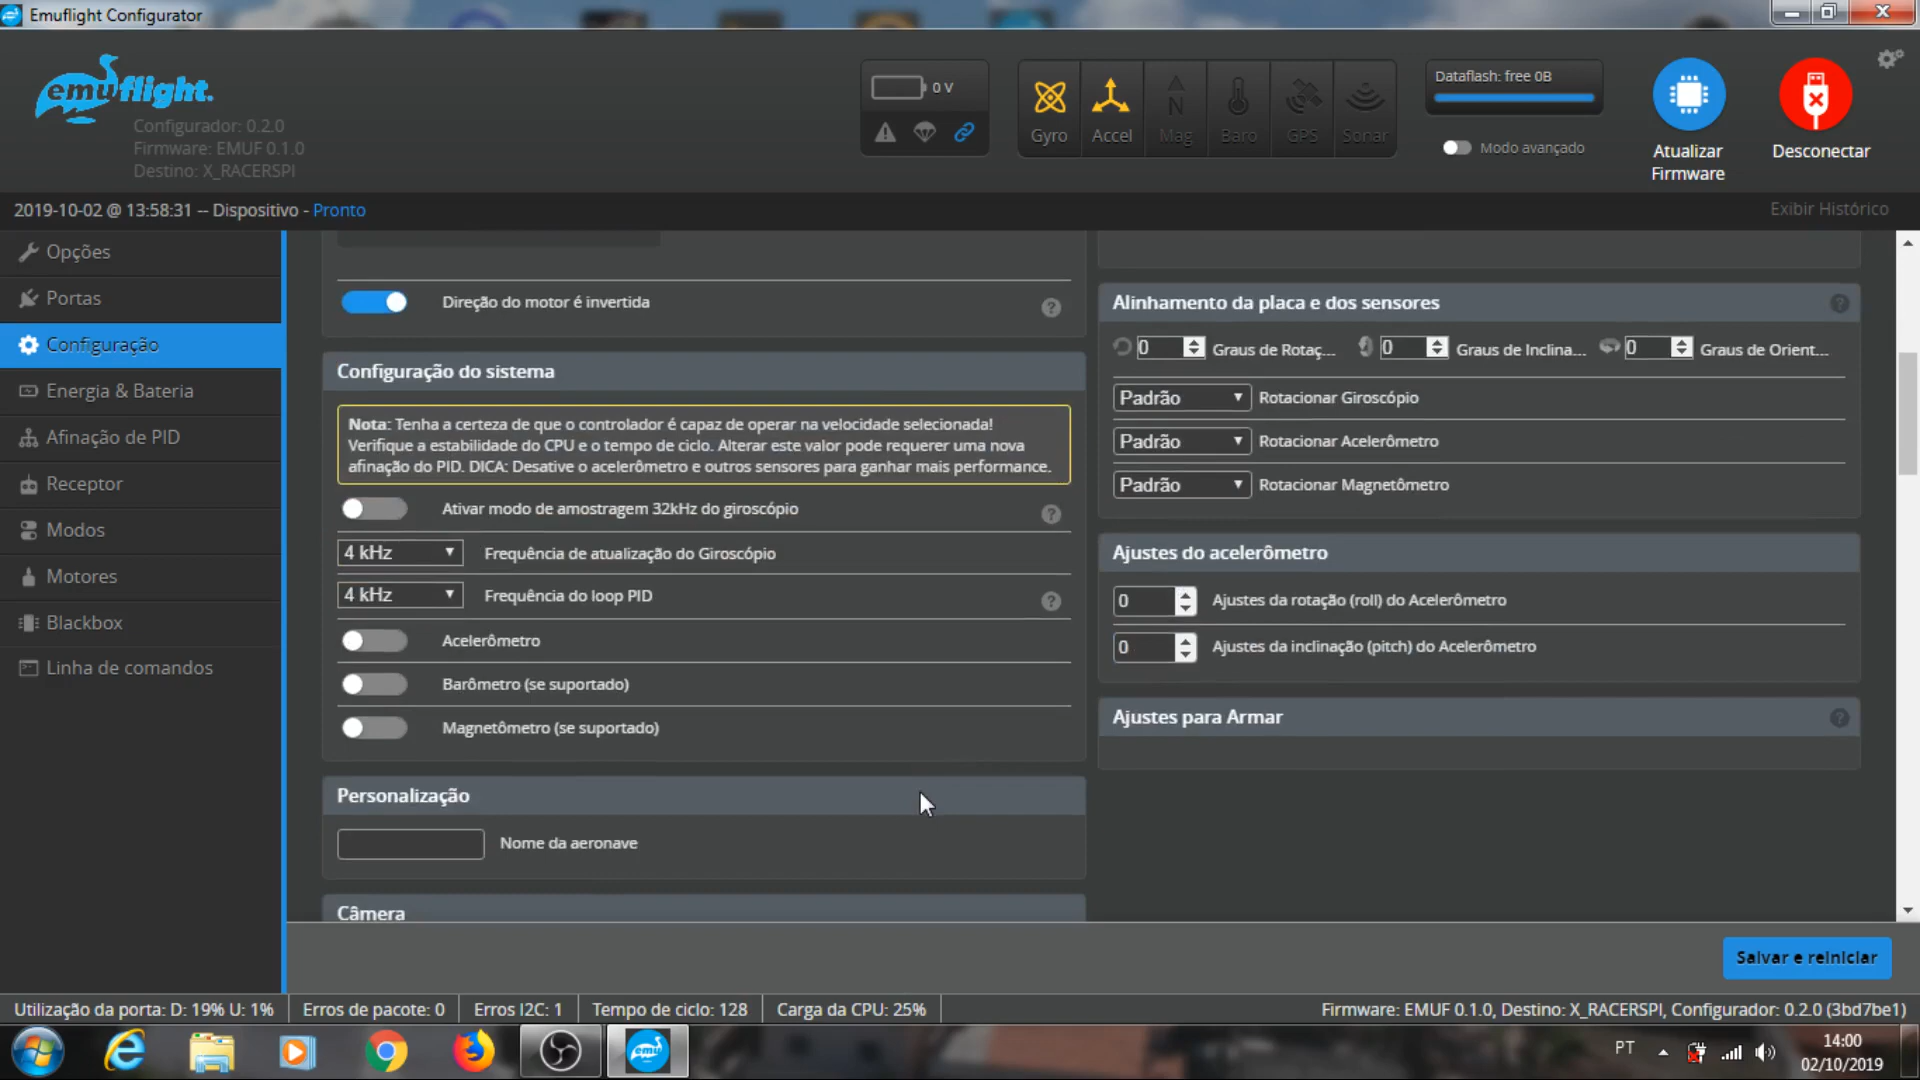 Emuflight Configurator
emuflight.
Configurador: 0.2.0
Firmware: EMUF 0.1.0
Destino: X_RACERSPI
0 V
Gyro
Accel
Mag
Baro
GPS
Sonar
Dataflash: free 0B
Modo avançado
Atualizar
Firmware
Desconectar
2019-10-02 @ 13:58:31 -- Dispositivo - Pronto
Exibir Histórico
Opções
Portas
Configuração
Energia & Bateria
Afinação de PID
Receptor
Modos
Motores
Blackbox
Linha de comandos
Direção do motor é invertida
Configuração do sistema
Nota: Tenha a certeza de que o controlador é capaz de operar na velocidade selecionada!
Verifique a estabilidade do CPU e o tempo de ciclo. Alterar este valor pode requerer uma nova
afinação do PID. DICA: Desative o acelerômetro e outros sensores para ganhar mais performance.
Ativar modo de amostragem 32kHz do giroscópio
4 kHz Frequência de atualização do Giroscópio
4 kHz Frequência do loop PID
Acelerômetro
Barômetro (se suportado)
Magnetômetro (se suportado)
Personalização
Nome da aeronave
Câmera
Alinhamento da placa e dos sensores
0 Graus de Rotaç... 0 Graus de Inclina... 0 Graus de Orient...
Padrão Rotacionar Giroscópio
Padrão Rotacionar Acelerômetro
Padrão Rotacionar Magnetômetro
Ajustes do acelerômetro
0 Ajustes da rotação (roll) do Acelerômetro
0 Ajustes da inclinação (pitch) do Acelerômetro
Ajustes para Armar
Salvar e reiniciar
Utilização da porta: D: 19% U: 1% Erros de pacote: 0 Erros I2C: 1 Tempo de ciclo: 128 Carga da CPU: 25% Firmware: EMUF 0.1.0, Destino: X_RACERSPI, Configurador: 0.2.0 (3bd7be1)
emu
PT
14:00
02/10/2019